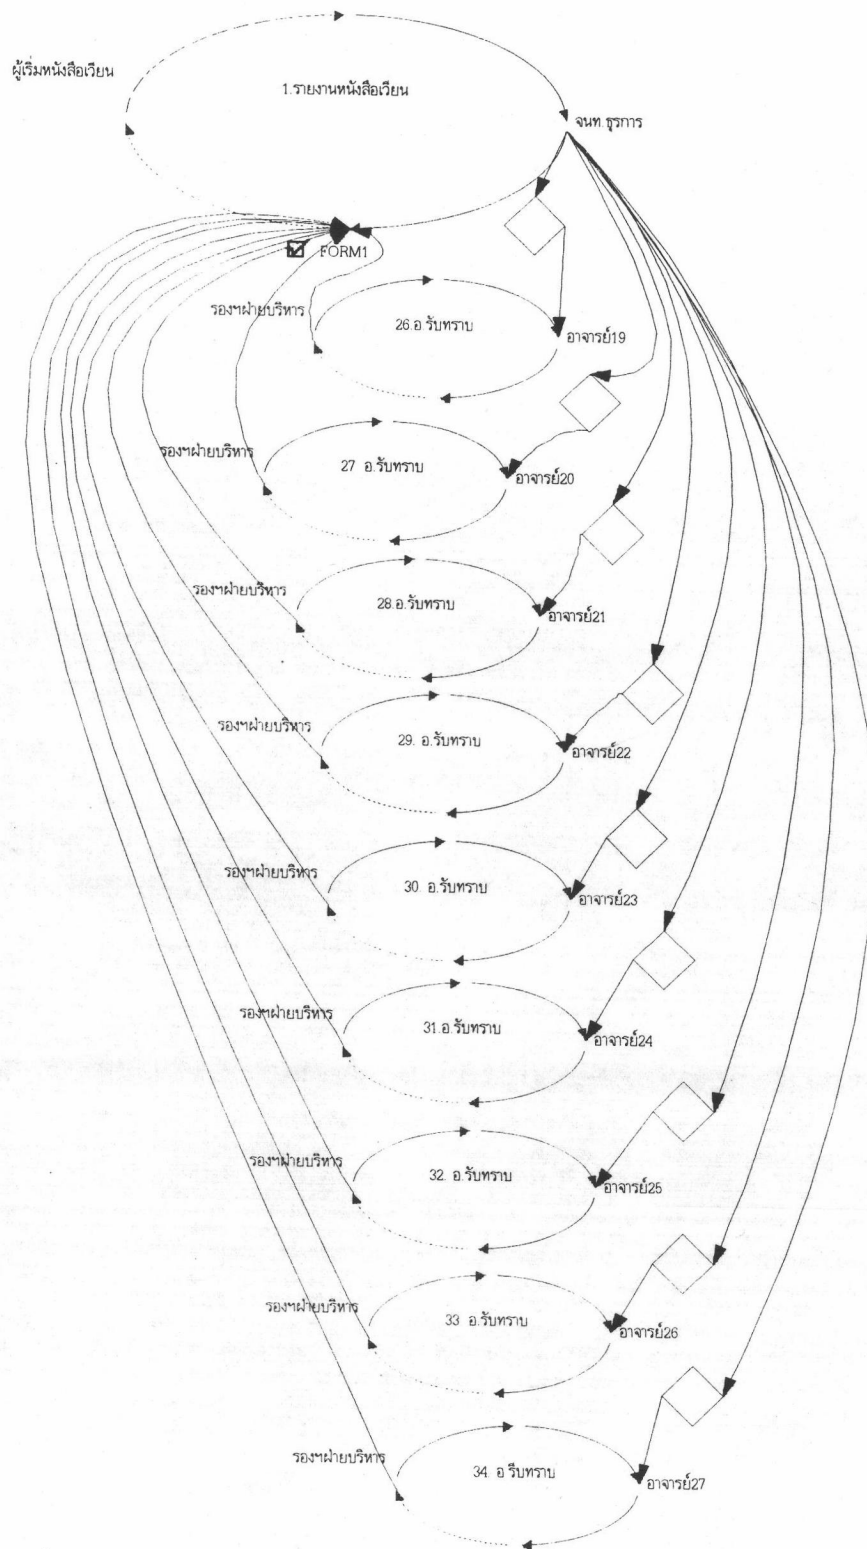 ผู้เริ่มหนังสือเวียน
1.รายงานหนังสือเวียน
จนท.ธุรการ
FORM1
รองฯฝ่ายบริหาร
26.อ.รับทราบ
อาจารย์19
รองฯฝ่ายบริหาร
27 อ.รับทราบ
อาจารย์20
รองฯฝ่ายบริหาร
28.อ.รับทราบ
อาจารย์21
รองฯฝ่ายบริหาร
29. อ.รับทราบ
อาจารย์22
รองฯฝ่ายบริหาร
30. อ.รับทราบ
อาจารย์23
รองฯฝ่ายบริหาร
31.อ.รับทราบ
อาจารย์24
รองฯฝ่ายบริหาร
32. อ.รับทราบ
อาจารย์25
รองฯฝ่ายบริหาร
33 อ.รับทราบ
อาจารย์26
รองฯฝ่ายบริหาร
34. อ รับทราบ
อาจารย์27